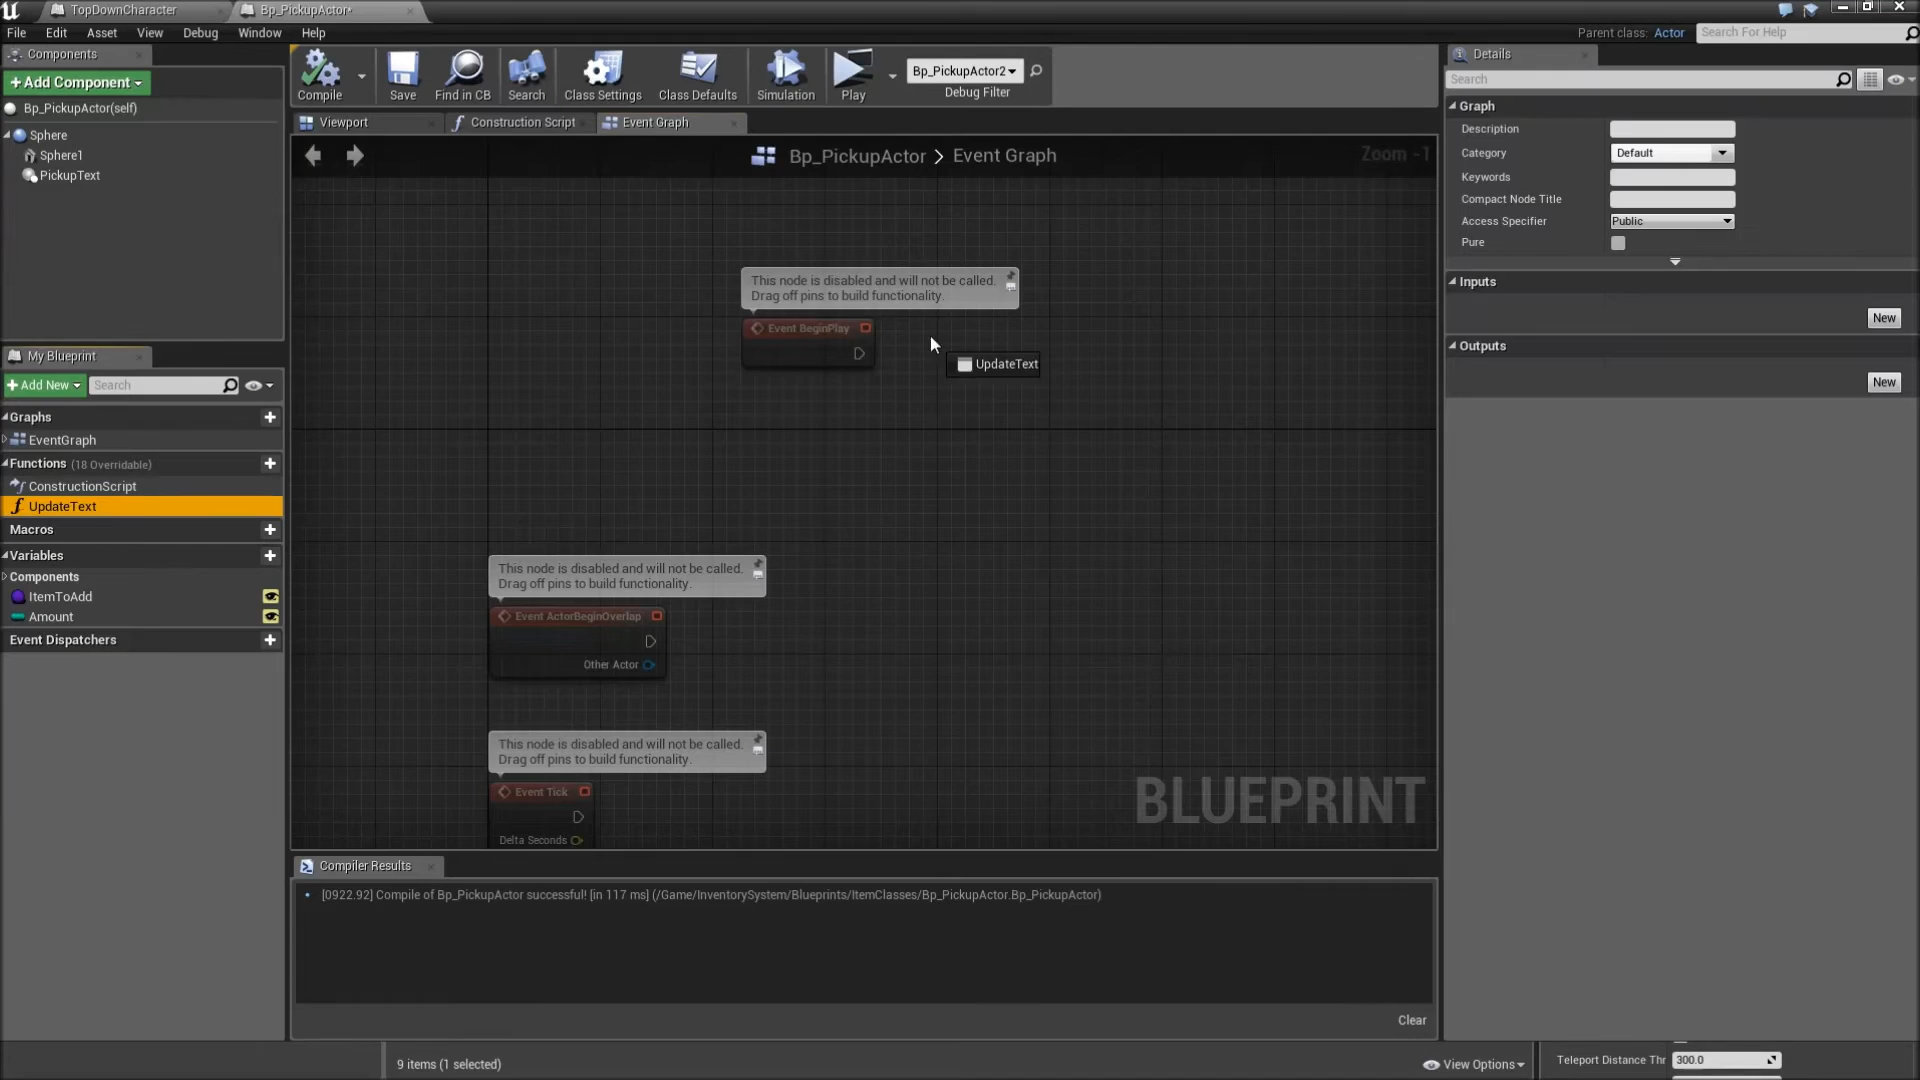 TopDownCharacter
Bp_PickupActor*
File Edit Asset View Debug Window Help
Parent class: Actor
Search For Help
Components
+Add Component
Bp_PickupActor(self)
Sphere
Sphere1
PickupText
Compile
Save
Find in CB
Search
Class Settings
Class Defaults
Simulation
Play
Bp_PickupActor2
Debug Filter
Viewport
Construction Script
Event Graph
Bp_PickupActor > Event Graph
Zoom -1
This node is disabled and will not be called.
Drag off pins to build functionality.
Event BeginPlay
UpdateText
This node is disabled and will not be called.
Drag off pins to build functionality.
Event ActorBeginOverlap
Other Actor
This node is disabled and will not be called.
Drag off pins to build functionality.
Event Tick
Delta Seconds
BLUEPRINT
My Blueprint
+Add New
Search
Graphs
EventGraph
Functions (18 Overridable)
ConstructionScript
UpdateText
Macros
Variables
Components
ItemToAdd
Amount
Event Dispatchers
Compiler Results
[0922.92] Compile of Bp_PickupActor successful! [in 117 ms] (/Game/InventorySystem/Blueprints/ItemClasses/Bp_PickupActor.Bp_PickupActor)
Clear
Details
Search
Graph
Description
Category Default
Keywords
Compact Node Title
Access Specifier Public
Pure
Inputs
New
Outputs
New
9 items (1 selected)
View Options
Teleport Distance Thr 300.0